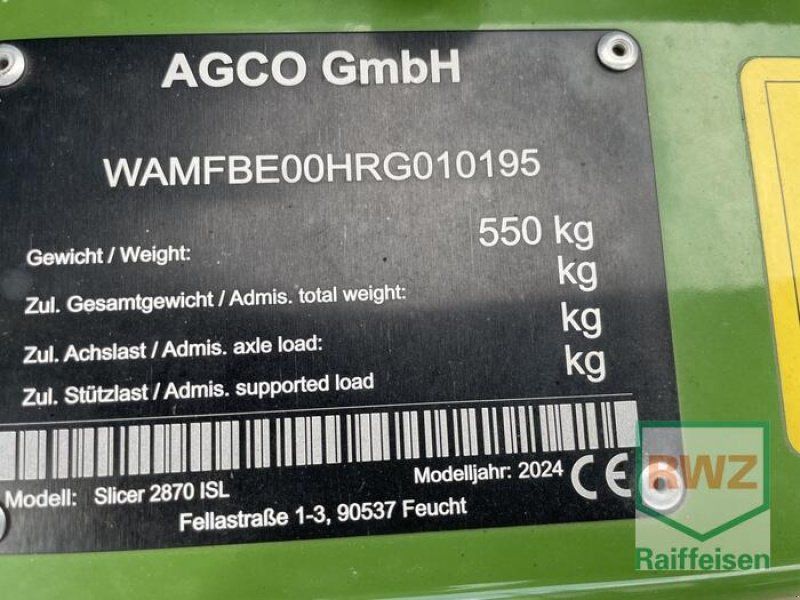 AGCO GmbH
WAMFBE00HRG010195
Gewicht / Weight: 550 kg
Zul. Gesamtgewicht / Admis. total weight: kg
Zul. Achslast / Admis. axle load: kg
Zul. Stützlast / Admis. supported load kg
Modell: Slicer 2870 ISL Modelljahr: 2024 CE
Fellastraße 1-3, 90537 Feucht
RWZ
Raiffeisen